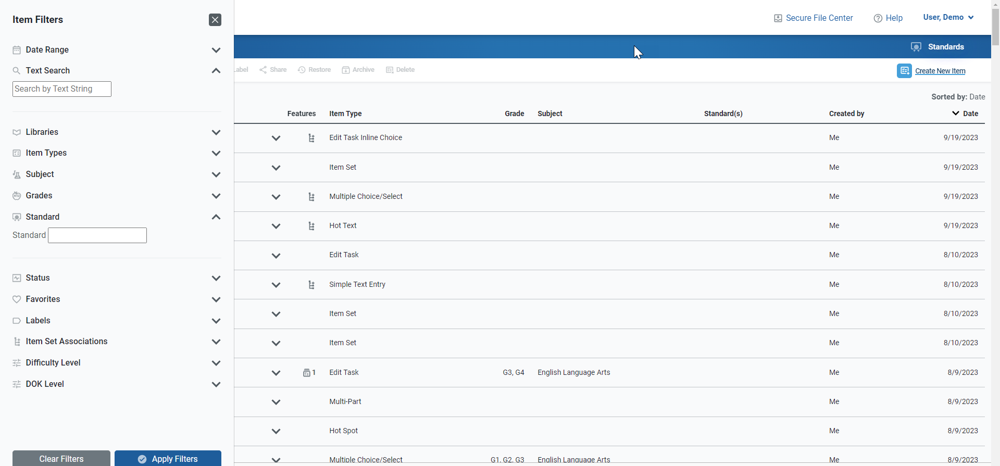 Item Filters
Date Range
Text Search
Search by Text String
Libraries
Item Types
Subject
Grades
Standard
Standard
Status
Favorites
Labels
Item Set Associations
Difficulty Level
DOK Level
Clear Filters Apply Filters
Secure File Center Help User, Demo
Standards
Label Share Restore Archive Delete Create New Item
Sorted by: Date
Features Item Type Grade Subject Standard(s) Created by Date
Edit Task Inline Choice Me 9/19/2023
Item Set Me 9/19/2023
Multiple Choice/Select Me 9/19/2023
Hot Text Me 9/19/2023
Edit Task Me 8/10/2023
Simple Text Entry Me 8/10/2023
Item Set Me 8/10/2023
Item Set Me 8/10/2023
1 Edit Task G3, G4 English Language Arts Me 8/9/2023
Multi-Part Me 8/9/2023
Hot Spot Me 8/9/2023
Multiple Choice/Select G1, G2, G3 English Language Arts Me 8/9/2023